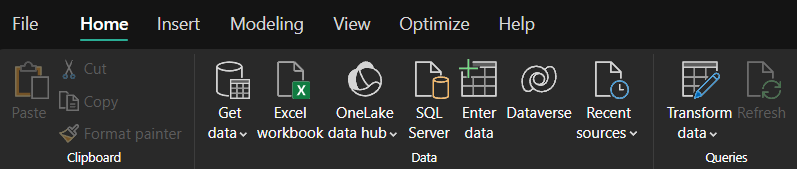 File Home Insert Modeling View Optimize Help
Paste
Cut
Copy
Format painter
Clipboard
Get
data
Excel
workbook
OneLake
data hub
SQL
Server
Enter
data
Dataverse
Recent
sources
Data
Transform
data
Refresh
Queries